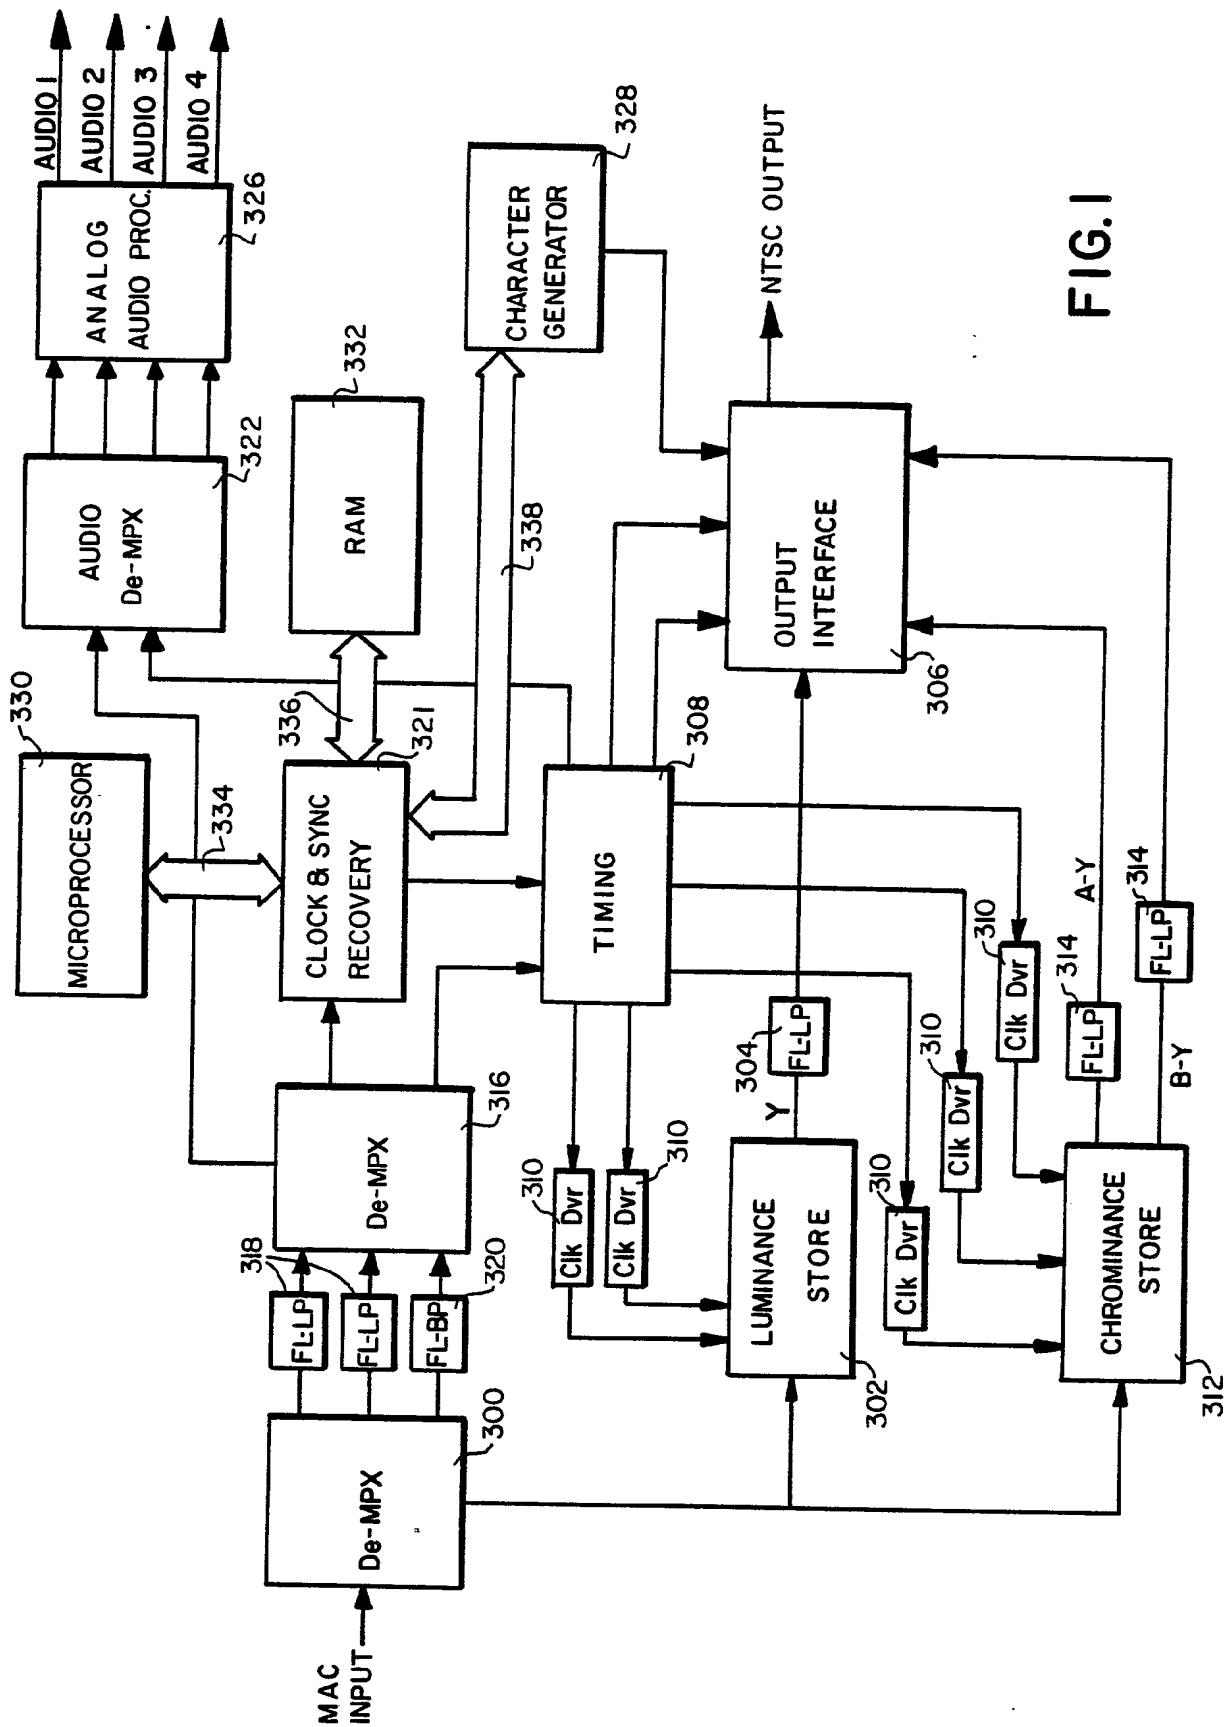 MAC
INPUT
De-MPX
300
FL-LP
FL-LP
FL-BP
318
320
De-MPX
316
MICROPROCESSOR
330
334
CLOCK & SYNC
RECOVERY
321
336
RAM
332
338
AUDIO
De-MPX
322
ANALOG
AUDIO PROC.
326
AUDIO 1
AUDIO 2
AUDIO 3
AUDIO 4
CHARACTER
GENERATOR
328
TIMING
308
Clk Dvr
310
Clk Dvr
310
LUMINANCE
STORE
302
Y
304
FL-LP
Clk Dvr
310
Clk Dvr
310
Clk Dvr
310
CHROMINANCE
STORE
312
FL-LP
314
A-Y
B-Y
FL-LP
314
OUTPUT
INTERFACE
306
NTSC OUTPUT
FIG.1